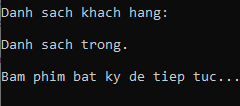 Danh sach khach hang:
Danh sach trong.
Bam phim bat ky de tiep tuc...